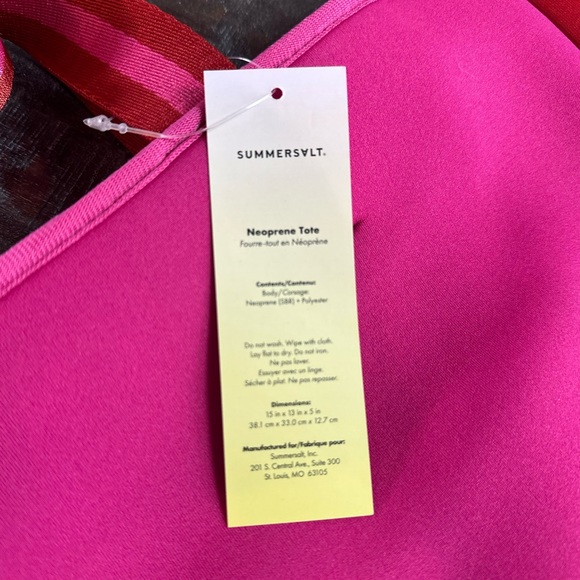 SUMMERSALT.
Neoprene Tote
Fourre-tout en Néoprène
Contents/Contenu:
Body/Corsage:
Neoprene (SBR) + Polyester
Do not wash. Wipe with cloth.
Lay flat to dry. Do not iron.
Ne pas laver.
Essuyer avec un linge.
Sécher à plat. Ne pas repasser.
Dimensions:
15 in x 13 in x 5 in
38.1 cm x 33.0 cm x 12.7 cm
Manufactured for/Fabrique pour:
Summersalt, Inc.
201 S. Central Ave., Suite 300
St Louis, MO 63105